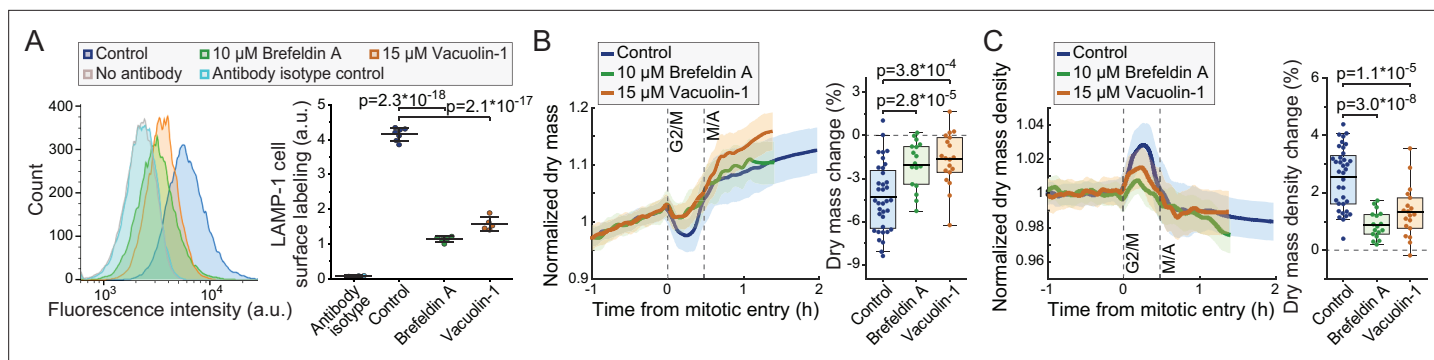 A
Control
10 µM Brefeldin A
15 µM Vacuolin-1
No antibody
Antibody isotype control
Count
400
300
200
100
0
10³
10⁴
Fluorescence intensity (a.u.)
LAMP-1 cell
surface labeling (a.u.)
5
4
3
2
1
0
p=2.3*10⁻¹⁸
p=2.1*10⁻¹⁷
Antibody
isotype
Control
Brefeldin A
Vacuolin-1
B
Control
10 µM Brefeldin A
15 µM Vacuolin-1
Normalized dry mass
1.2
1.1
1
0.9
G2/M
M/A
-1
0
1
2
Time from mitotic entry (h)
Dry mass change (%)
p=3.8*10⁻⁴
p=2.8*10⁻⁵
3
0
-3
-6
-9
Control
Brefeldin A
Vacuolin-1
C
Control
10 µM Brefeldin A
15 µM Vacuolin-1
Normalized dry mass density
1.04
1.02
1.00
0.98
0.96
G2/M
M/A
-1
0
1
2
Time from mitotic entry (h)
Dry mass density change (%)
p=1.1*10⁻⁵
p=3.0*10⁻⁸
6
4
2
0
Control
Brefeldin A
Vacuolin-1